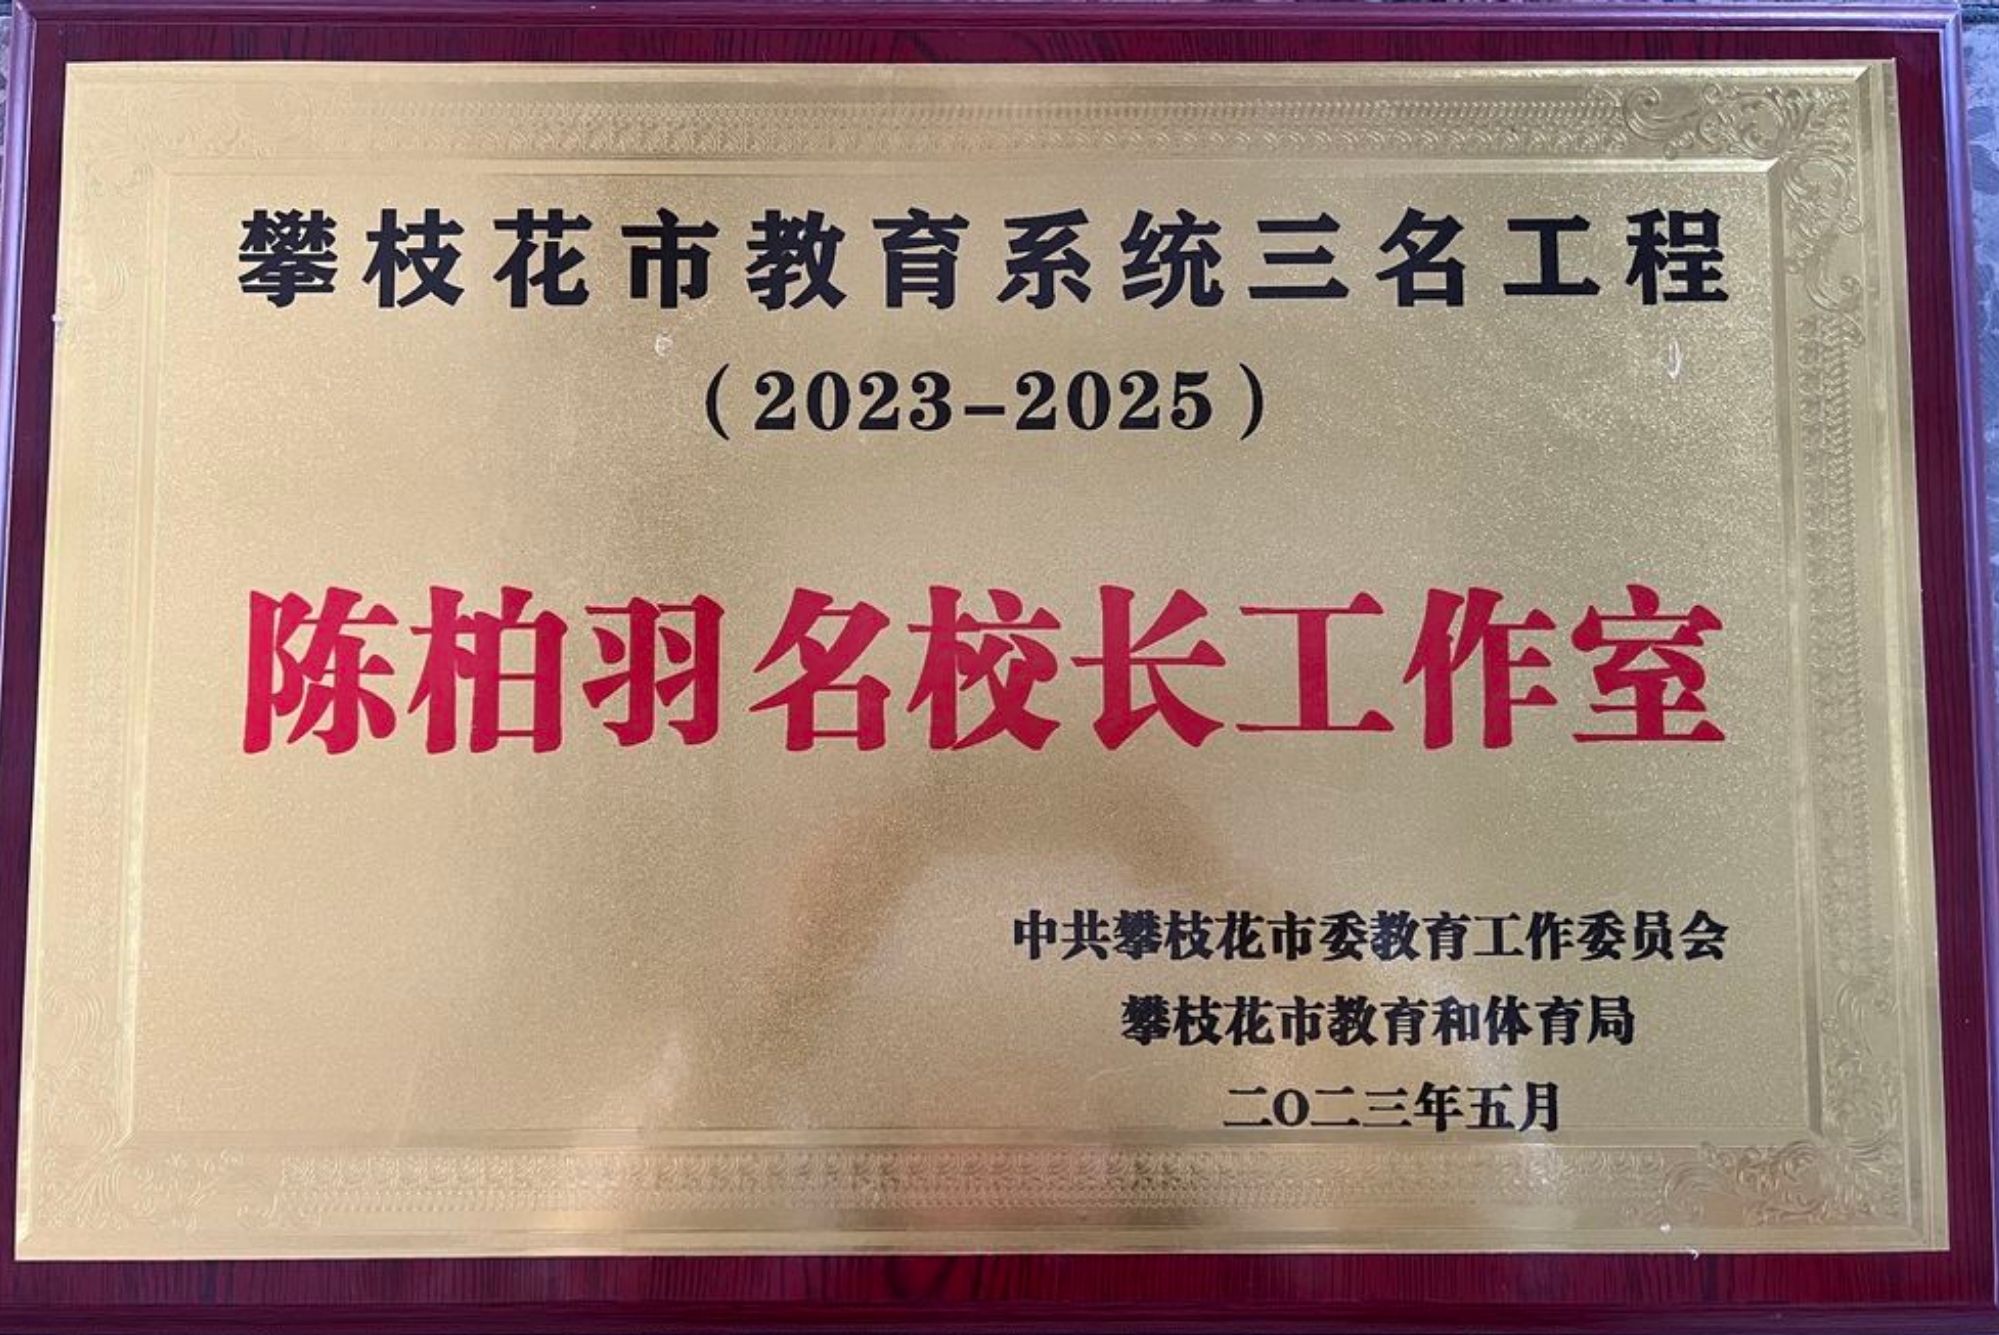 攀枝花市教育系统三名工程
（2023-2025）
陈柏羽名校长工作室
中共攀枝花市委教育工作委员会
攀枝花市教育和体育局
二〇二三年五月